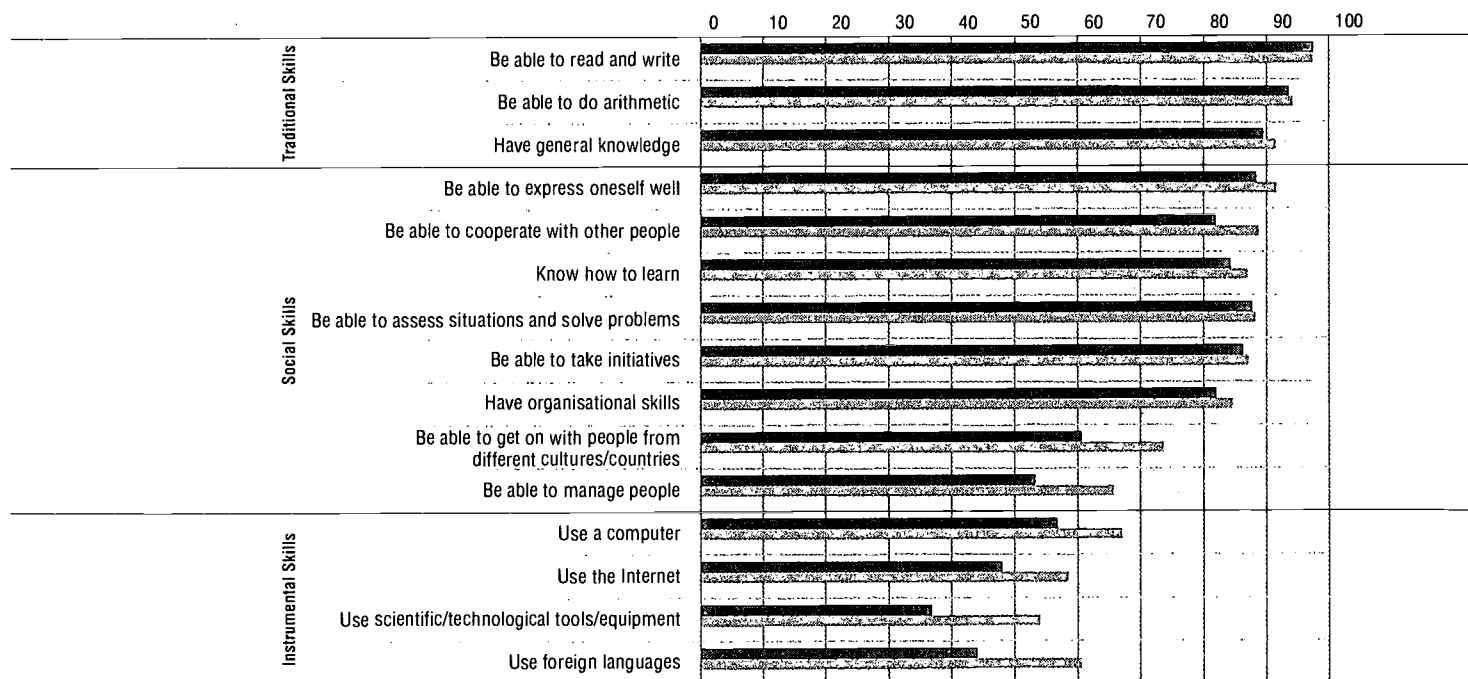 0 10 20 30 40 50 60 70 80 90 100
Traditional Skills
Be able to read and write
Be able to do arithmetic
Have general knowledge
Social Skills
Be able to express oneself well
Be able to cooperate with other people
Know how to learn
Be able to assess situations and solve problems
Be able to take initiatives
Have organisational skills
Be able to get on with people from
different cultures/countries
Be able to manage people
Instrumental Skills
Use a computer
Use the Internet
Use scientific/technological tools/equipment
Use foreign languages